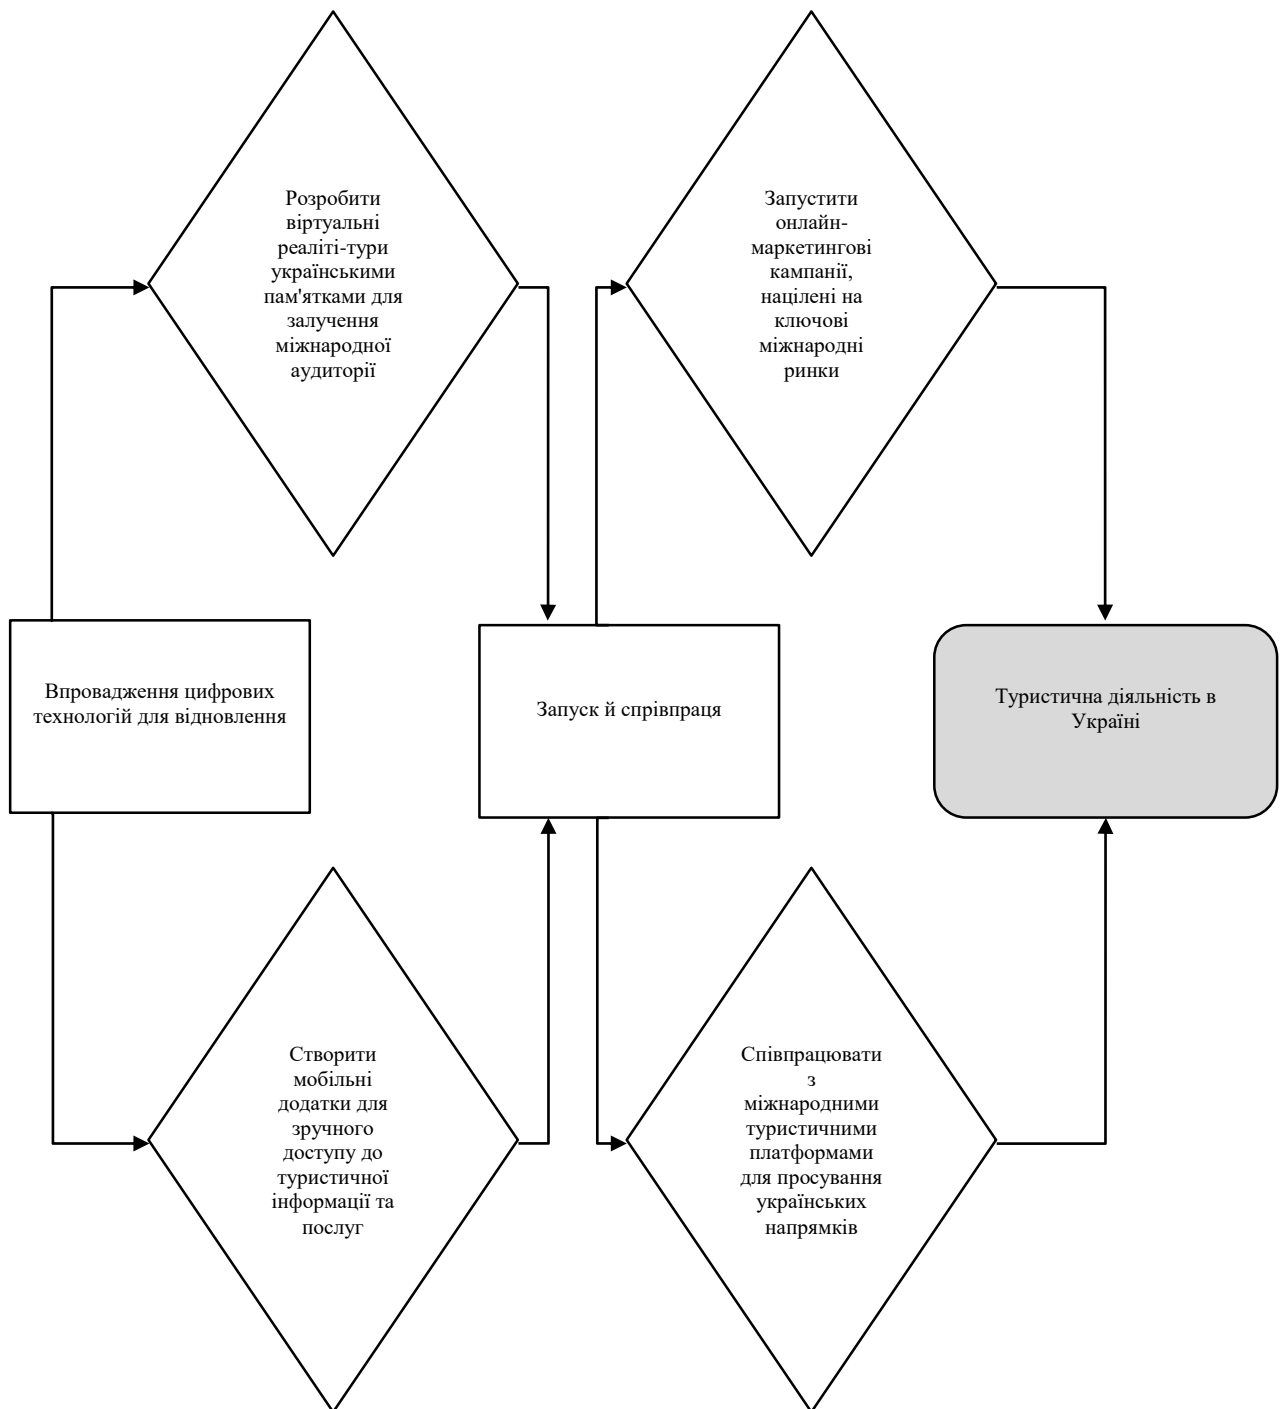 Розробити
віртуальні
реаліті-тури
українськими
пам'ятками для
залучення
міжнародної
аудиторії
Запустити
онлайн-
маркетингові
кампанії,
націлені на
ключові
міжнародні
ринки
Впровадження цифрових
технологій для відновлення
Запуск й спрівпраця
Туристична діяльність в
Україні
Створити
мобільні
додатки для
зручного
доступу до
туристичної
інформації та
послуг
Співпрацювати
з
міжнародними
туристичними
платформами
для просування
українських
напрямків